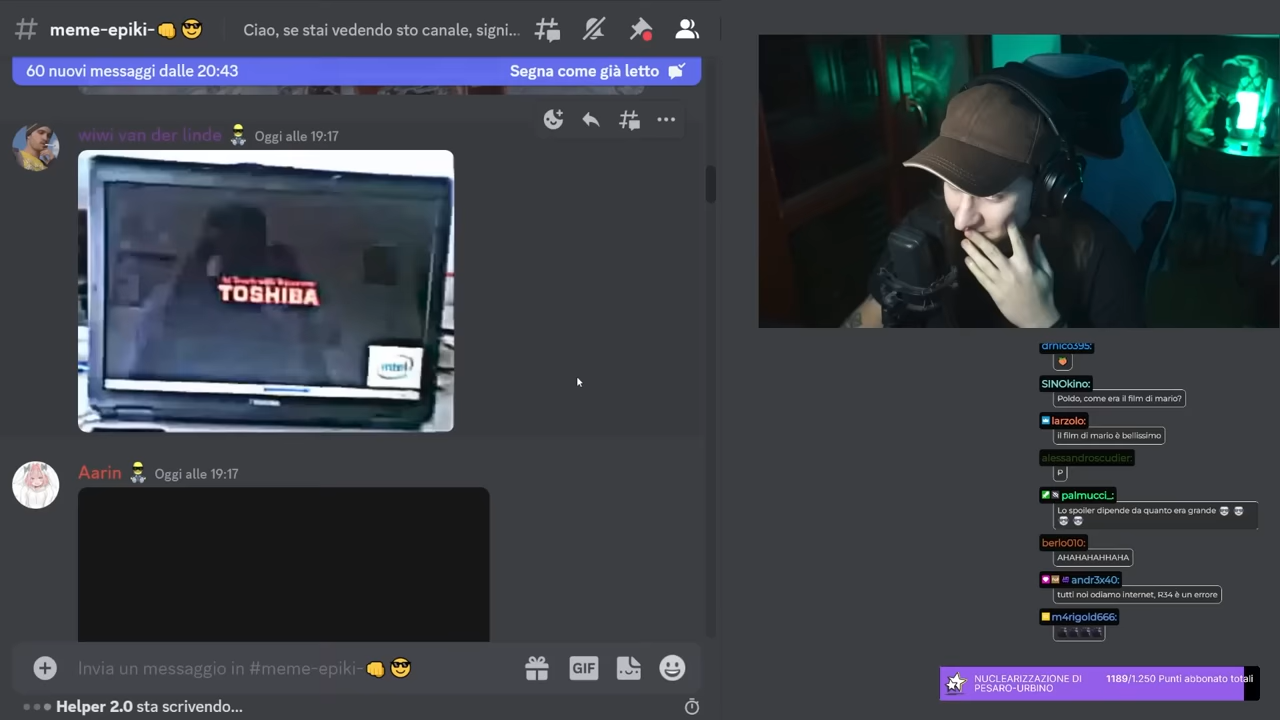 meme-epiki-👊😎
Ciao, se stai vedendo sto canale, signi...
60 nuovi messaggi dalle 20:43
Segna come già letto
wiwi van der linde
Oggi alle 19:17
TOSHIBA
intel
TOSHIBA
Aarin
Oggi alle 19:17
Invia un messaggio in #meme-epiki-👊😎
GIF
Helper 2.0 sta scrivendo...
drnico395:
SINOkino:
Poldo, come era il film di mario?
larzolo:
il film di mario è bellissimo
alessandroscudier:
P
palmucci_:
Lo spoiler dipende da quanto era grande
berlo010:
AHAHAHAHHAHA
andr3x40:
tutti noi odiamo internet, R34 è un errore
m4rigold666:
NUCLEARIZZAZIONE DI
PESARO-URBINO
1189/1.250 Punti abbonato totali